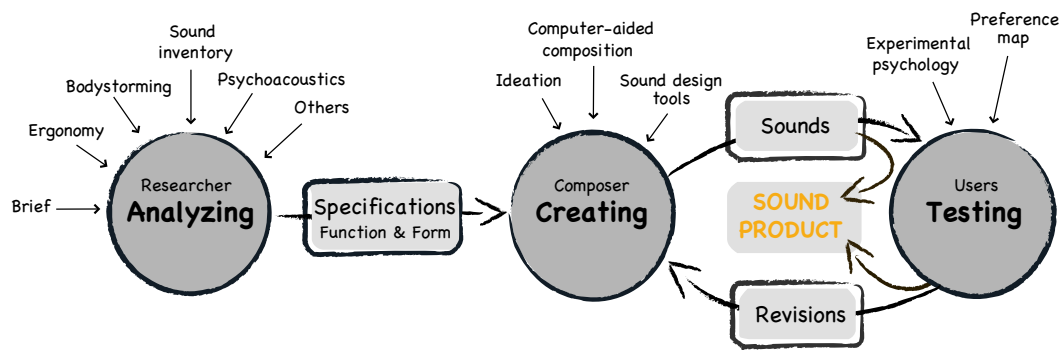 Brief
Ergonomy
Bodystorming
Sound
inventory
Psychoacoustics
Others
Researcher
Analyzing
Specifications
Function & Form
Ideation
Computer-aided
composition
Sound design
tools
Composer
Creating
Sounds
SOUND
PRODUCT
Revisions
Experimental
psychology
Preference
map
Users
Testing